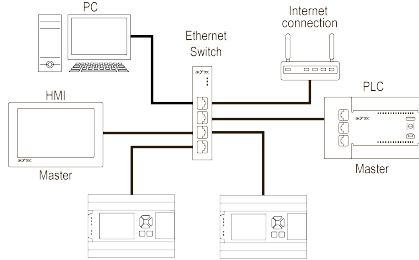 PC
Internet
connection
Ethernet
Switch
HMI
PLC
Master
Master